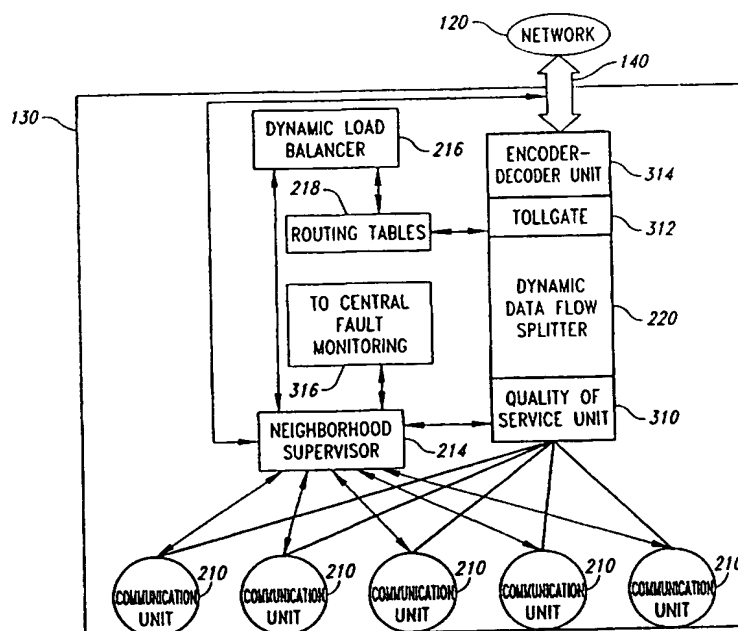 120
NETWORK
140
130
DYNAMIC LOAD
BALANCER
216
218
ROUTING TABLES
ENCODER-
DECODER UNIT
314
TOLLGATE
312
DYNAMIC
DATA FLOW
SPLITTER
220
TO CENTRAL
FAULT
MONITORING
316
QUALITY OF
SERVICE UNIT
310
NEIGHBORHOOD
SUPERVISOR
214
COMMUNICATION
UNIT
210
COMMUNICATION
UNIT
210
COMMUNICATION
UNIT
210
COMMUNICATION
UNIT
210
COMMUNICATION
UNIT
210